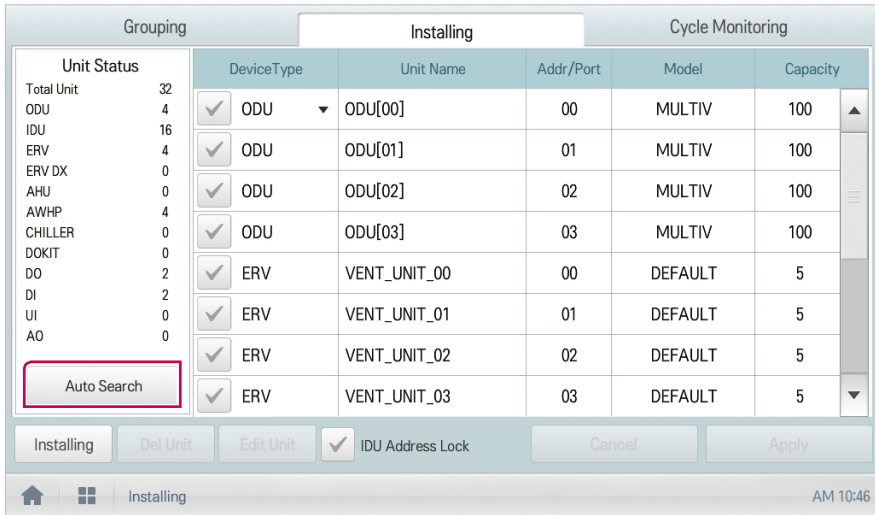 Grouping Installing Cycle Monitoring
Unit Status
Total Unit 32
ODU 4
IDU 16
ERV 4
ERV DX 0
AHU 0
AWHP 4
CHILLER 0
DOKIT 0
DO 2
DI 2
UI 0
AO 0
Auto Search
DeviceType Unit Name Addr/Port Model Capacity
ODU ODU[00] 00 MULTIV 100
ODU ODU[01] 01 MULTIV 100
ODU ODU[02] 02 MULTIV 100
ODU ODU[03] 03 MULTIV 100
ERV VENT_UNIT_00 00 DEFAULT 5
ERV VENT_UNIT_01 01 DEFAULT 5
ERV VENT_UNIT_02 02 DEFAULT 5
ERV VENT_UNIT_03 03 DEFAULT 5
Installing Del Unit Edit Unit IDU Address Lock Cancel Apply
Installing AM 10:46